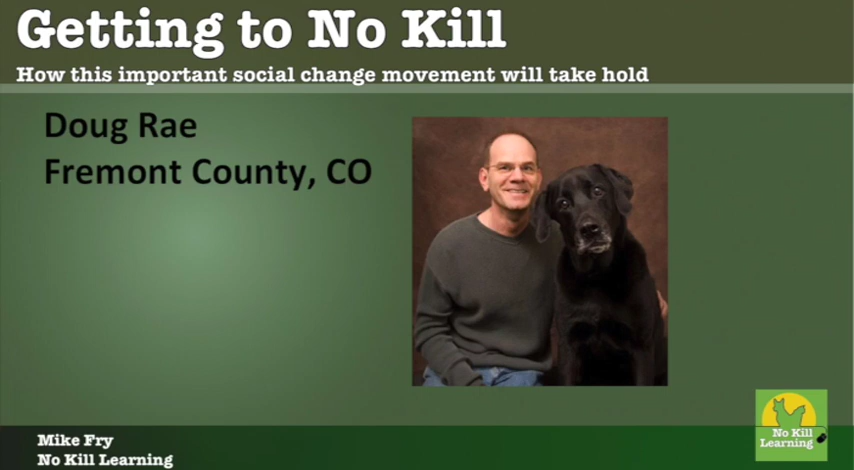 Getting to No Kill
How this important social change movement will take hold
Doug Rae
Fremont County, CO
Mike Fry
No Kill Learning
No Kill
Learning